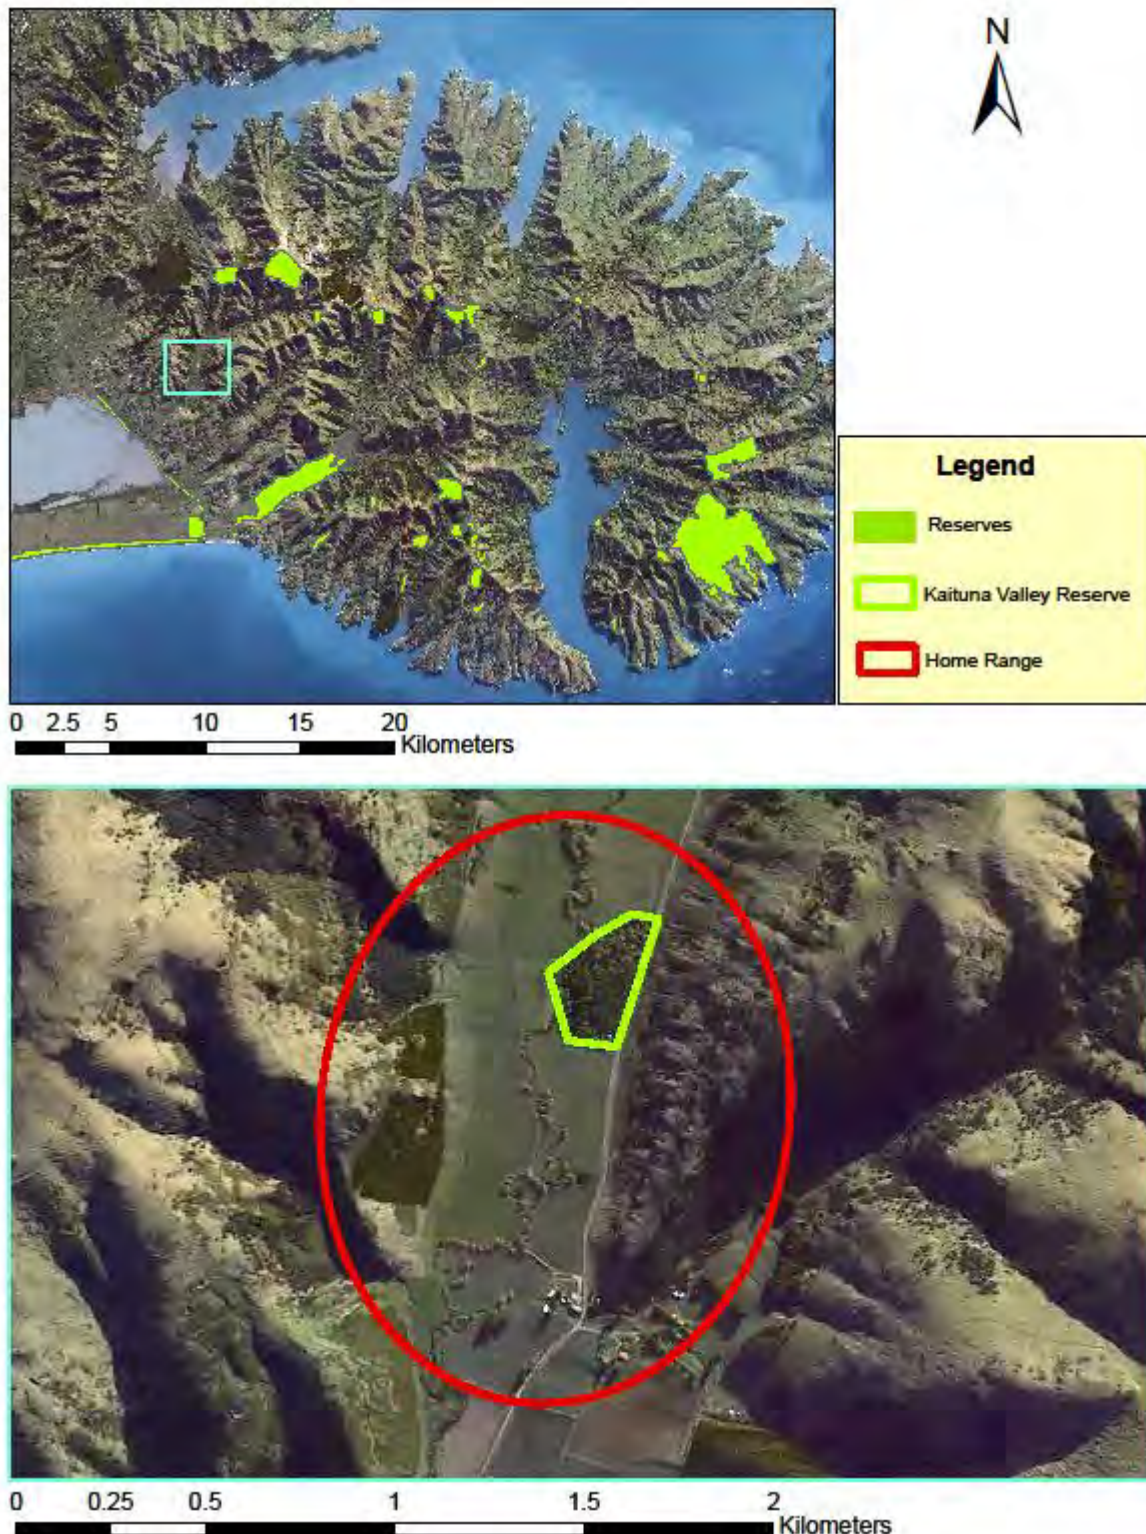 N
Legend
Reserves
Kaituna Valley Reserve
Home Range
0 2.5 5 10 15 20
Kilometers
0 0.25 0.5 1 1.5 2
Kilometers